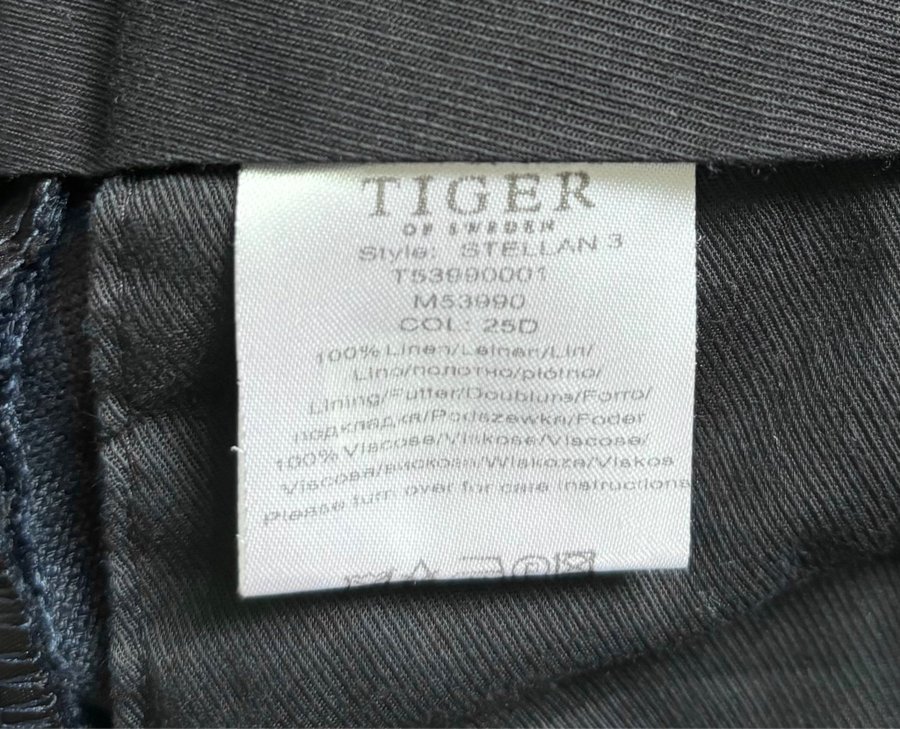 TIGER
OF SWEDEN
Style: STELLAN 3
T53990001
M53990
COL: 25D
100% Linen/Leinen/Lin/
Lino/полотно/płótno/
Lining/Futter/Doublure/Forro/
подкладка/Podszewka/Foder
100% Viscose/Viskose/Viscose/
Viscosa/вискоза/Wiskoza/Viskos
Please turn over for care instructions
P